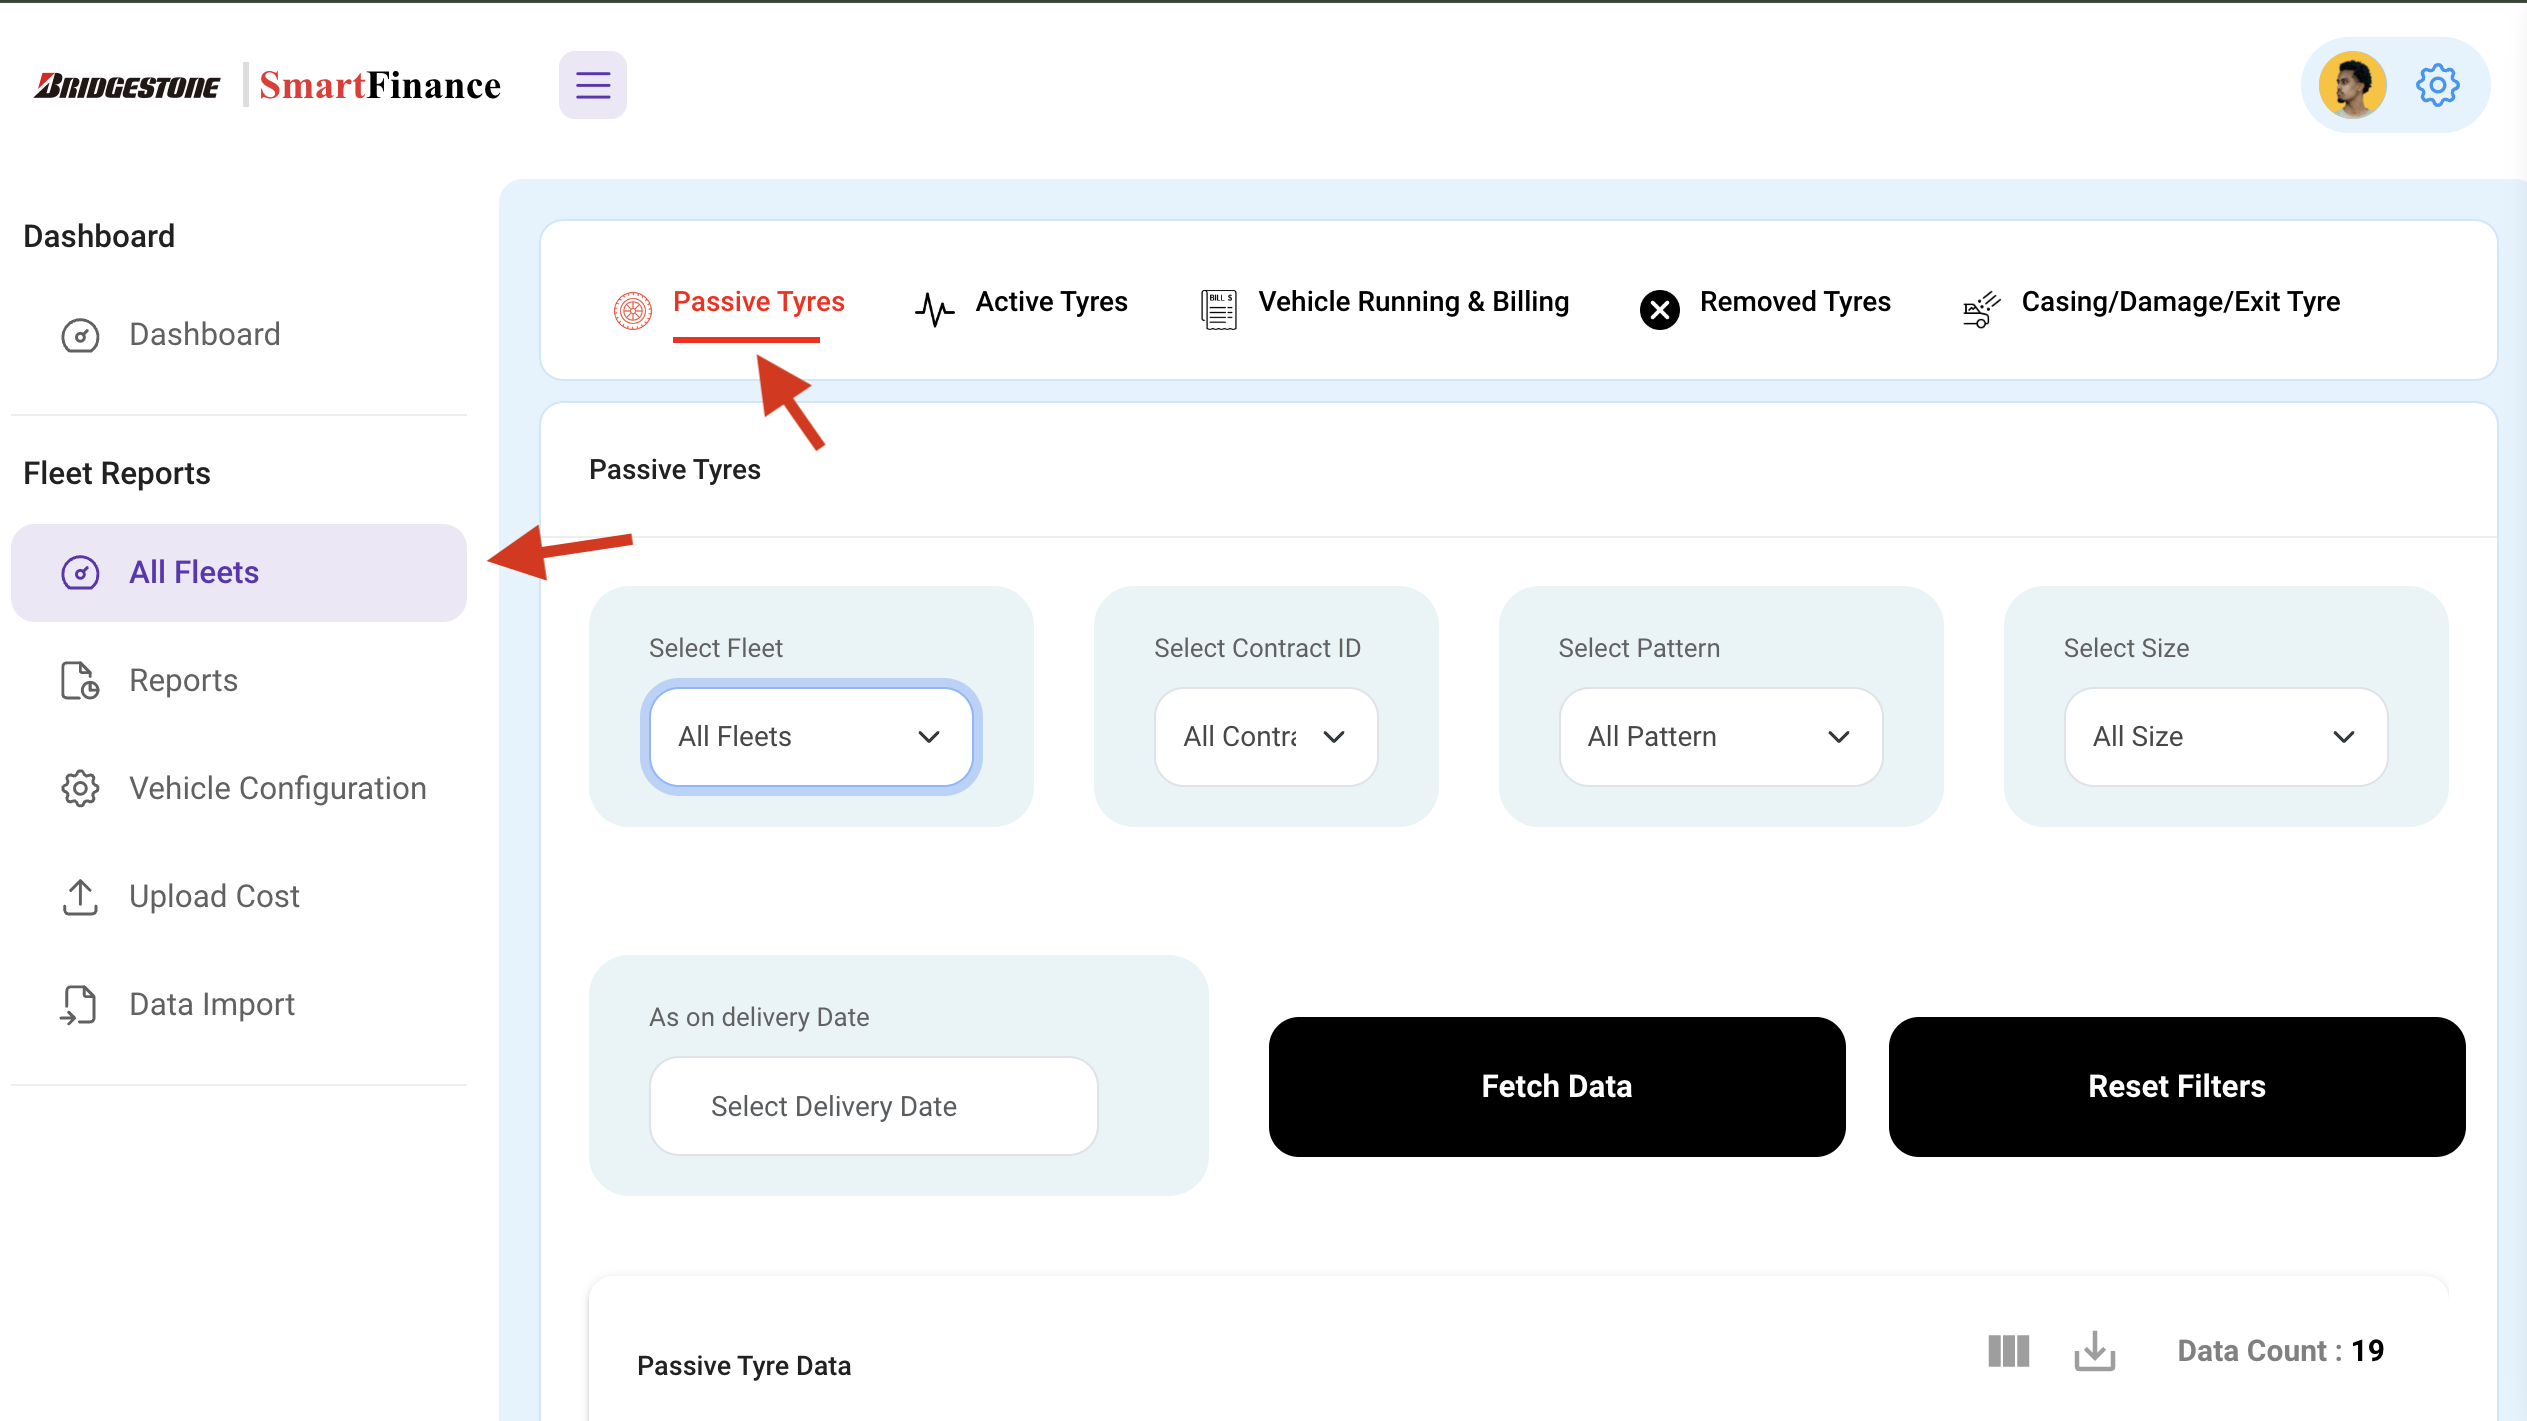 BRIDGESTONE | SmartFinance
Dashboard
Dashboard
Fleet Reports
All Fleets
Reports
Vehicle Configuration
Upload Cost
Data Import
Passive Tyres
Active Tyres
BILL $
Vehicle Running & Billing
Removed Tyres
Casing/Damage/Exit Tyre
Passive Tyres
Select Fleet
All Fleets
Select Contract ID
All Contra
Select Pattern
All Pattern
Select Size
All Size
As on delivery Date
Select Delivery Date
Fetch Data
Reset Filters
Passive Tyre Data
Data Count : 19